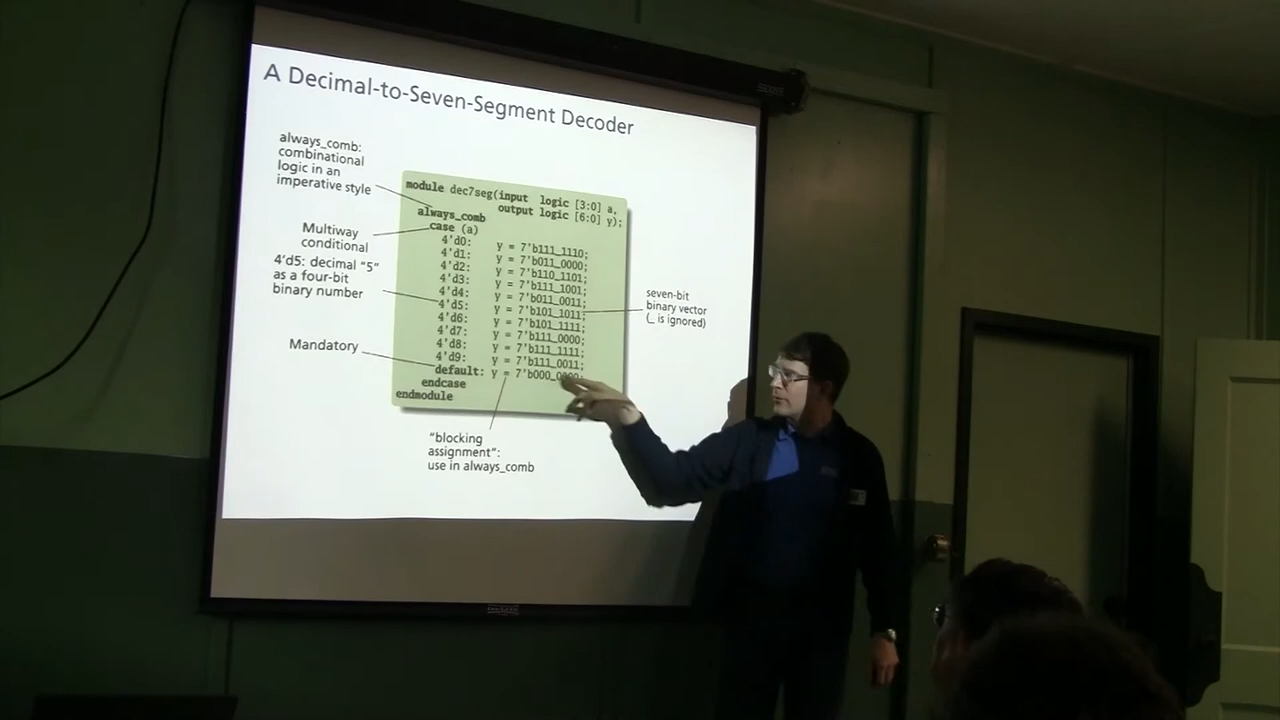 A Decimal-to-Seven-Segment Decoder
always_comb:
combinational
logic in an
imperative style
Multiway
conditional
4'd5: decimal "5"
as a four-bit
binary number
Mandatory
module dec7seg(input logic [3:0] a,
output logic [6:0] y);
always_comb
case (a)
4'd0: y = 7'b111_1110;
4'd1: y = 7'b011_0000;
4'd2: y = 7'b110_1101;
4'd3: y = 7'b111_1001;
4'd4: y = 7'b011_0011;
4'd5: y = 7'b101_1011;
4'd6: y = 7'b101_1111;
4'd7: y = 7'b111_0000;
4'd8: y = 7'b111_1111;
4'd9: y = 7'b111_0011;
default: y = 7'b000_0000;
endcase
endmodule
seven-bit
binary vector
(_ is ignored)
"blocking
assignment":
use in always_comb